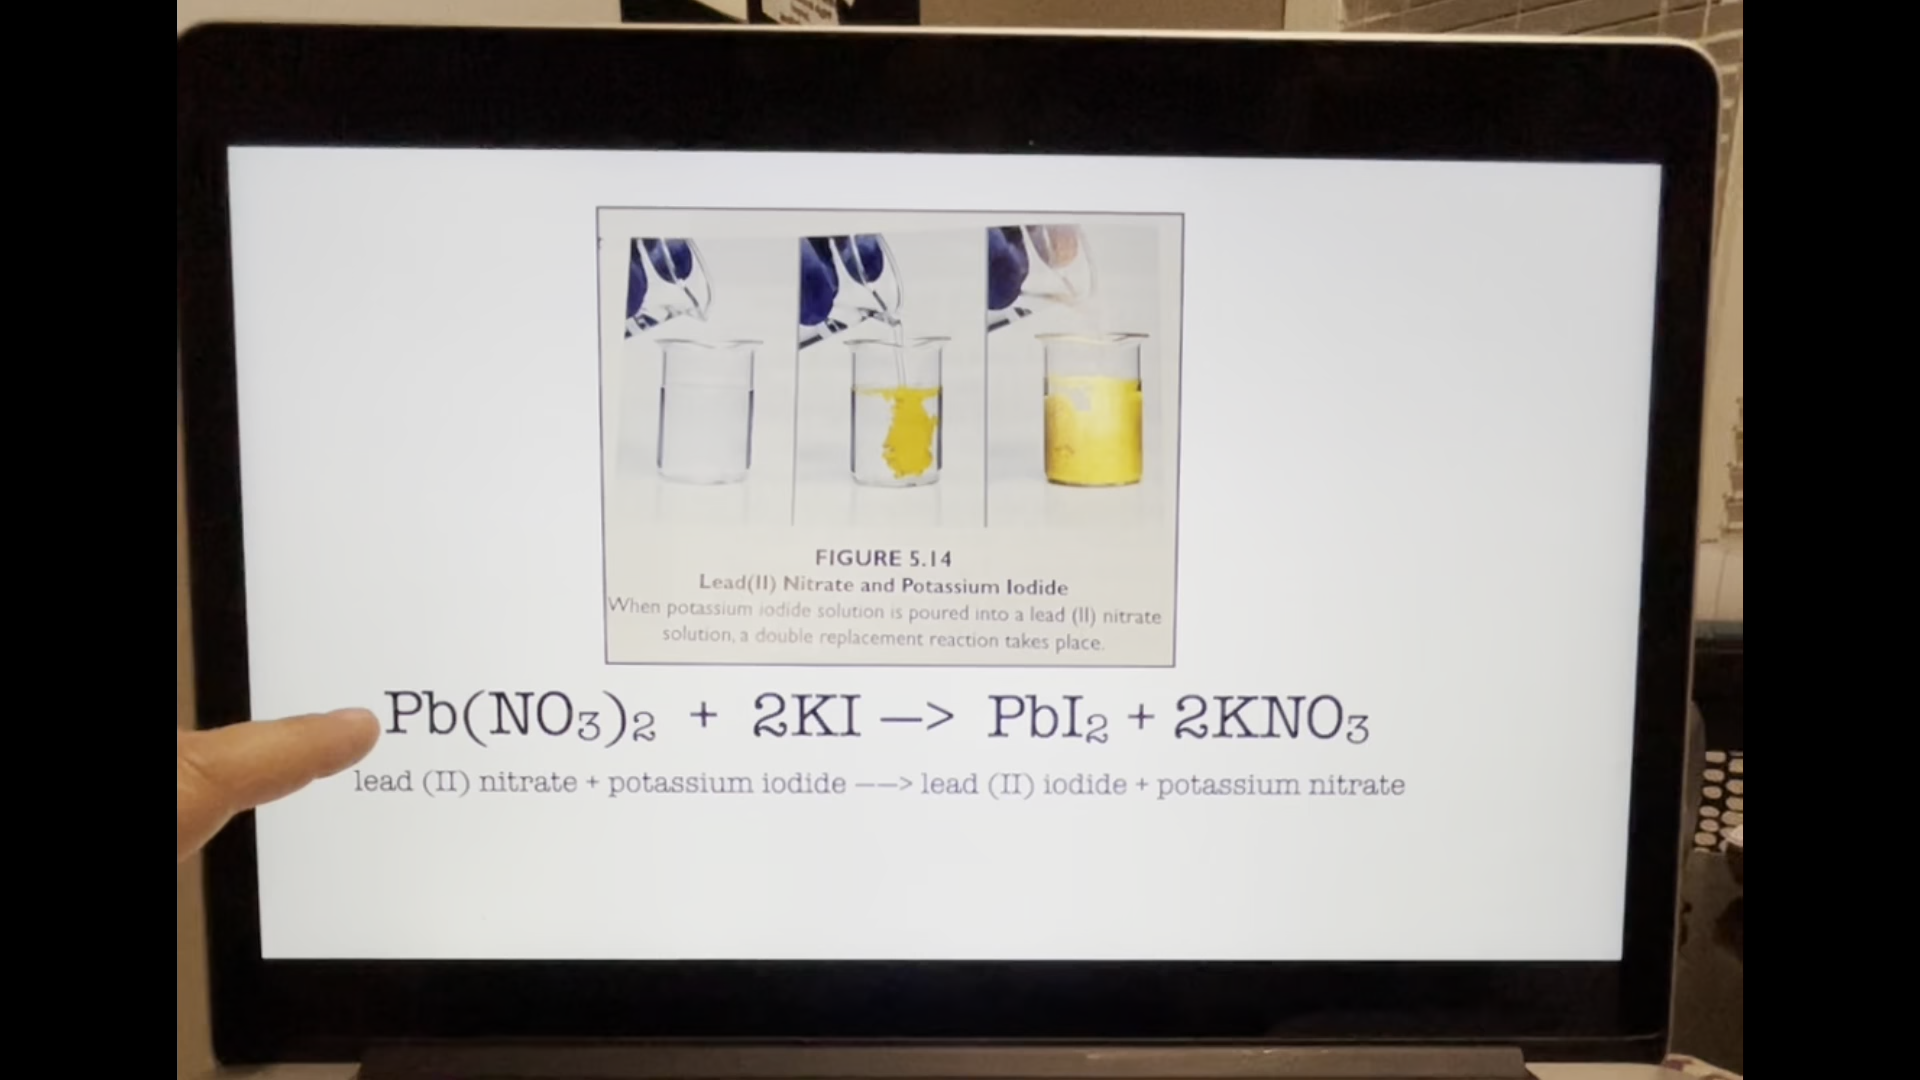 FIGURE 5.14
Lead(II) Nitrate and Potassium Iodide
When potassium iodide solution is poured into a lead (II) nitrate
solution, a double replacement reaction takes place.
Pb(NO₃)₂ + 2KI —> PbI₂ + 2KNO₃
lead (II) nitrate + potassium iodide ——> lead (II) iodide + potassium nitrate